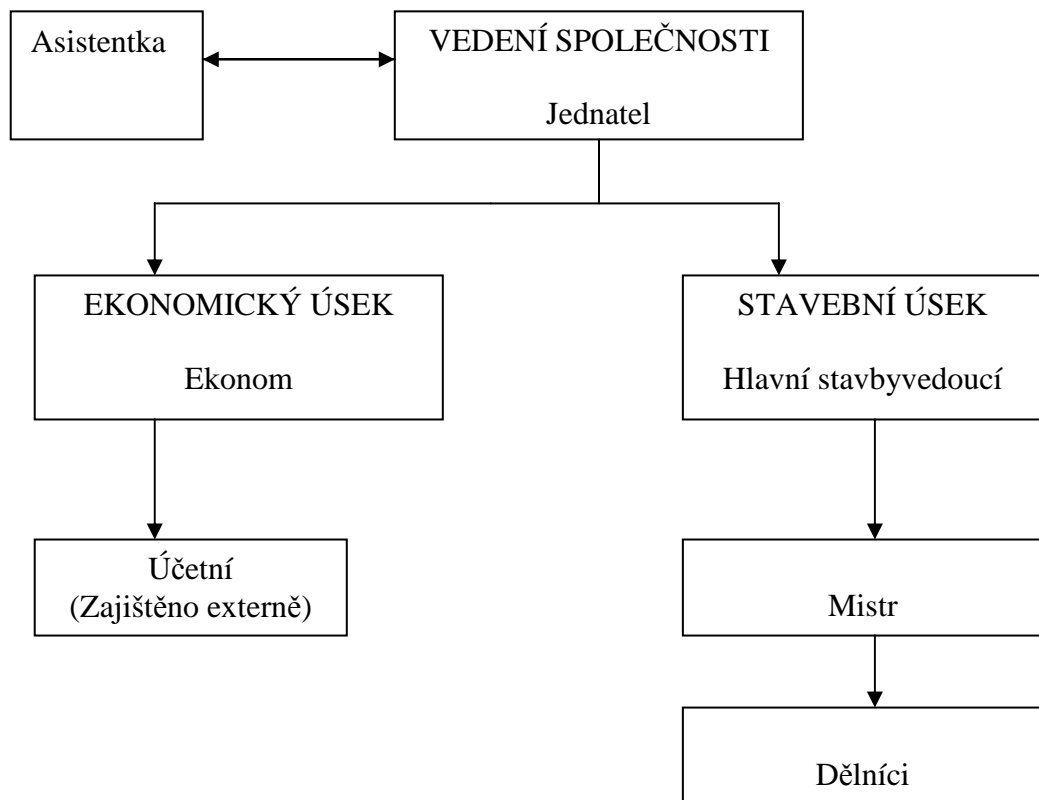 Asistentka
VEDENÍ SPOLEČNOSTI
Jednatel
EKONOMICKÝ ÚSEK
Ekonom
STAVEBNÍ ÚSEK
Hlavní stavbyvedoucí
Účetní
(Zajištěno externě)
Mistr
Dělníci